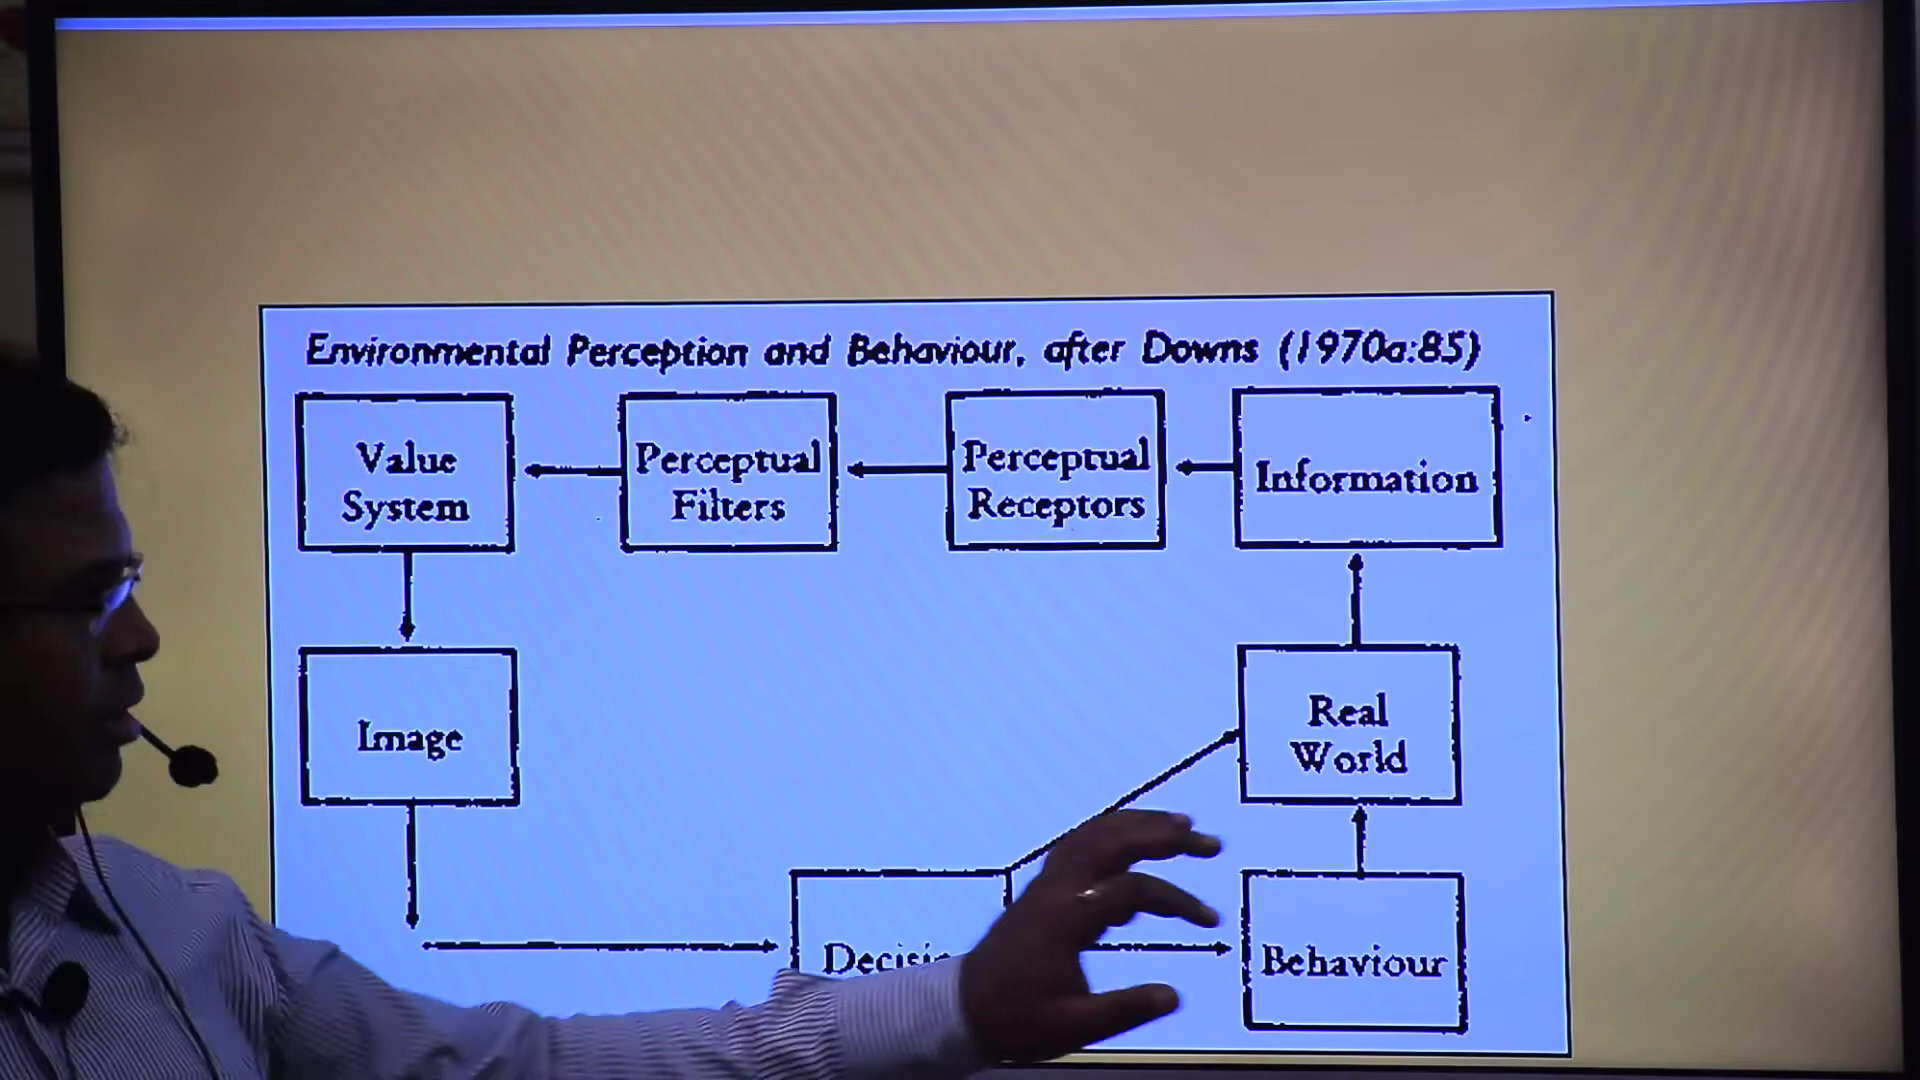 Environmental Perception and Behaviour, after Downs (1970a:85)
Value
System
Perceptual
Filters
Perceptual
Receptors
Information
Image
Real
World
Behaviour